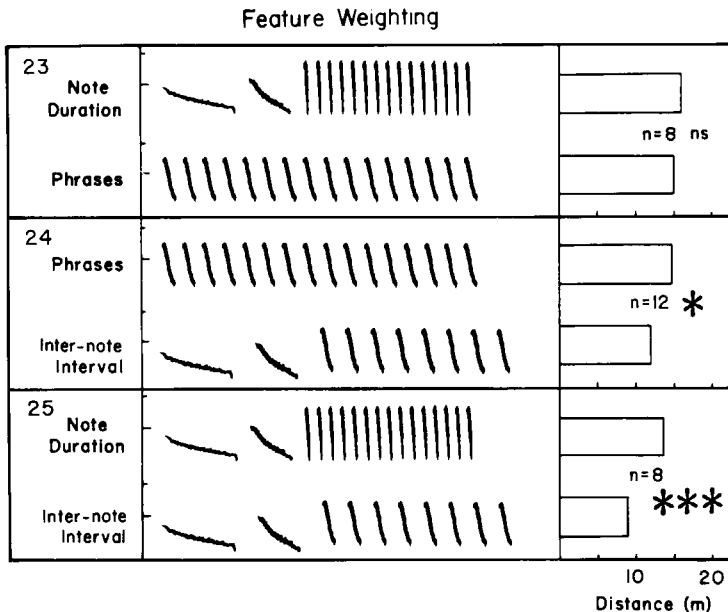 Feature Weighting
23
Note
Duration
n=8 ns
Phrases
24
Phrases
n=12 *
Inter-note
Interval
25
Note
Duration
n=8
***
Inter-note
Interval
10 20
Distance (m)